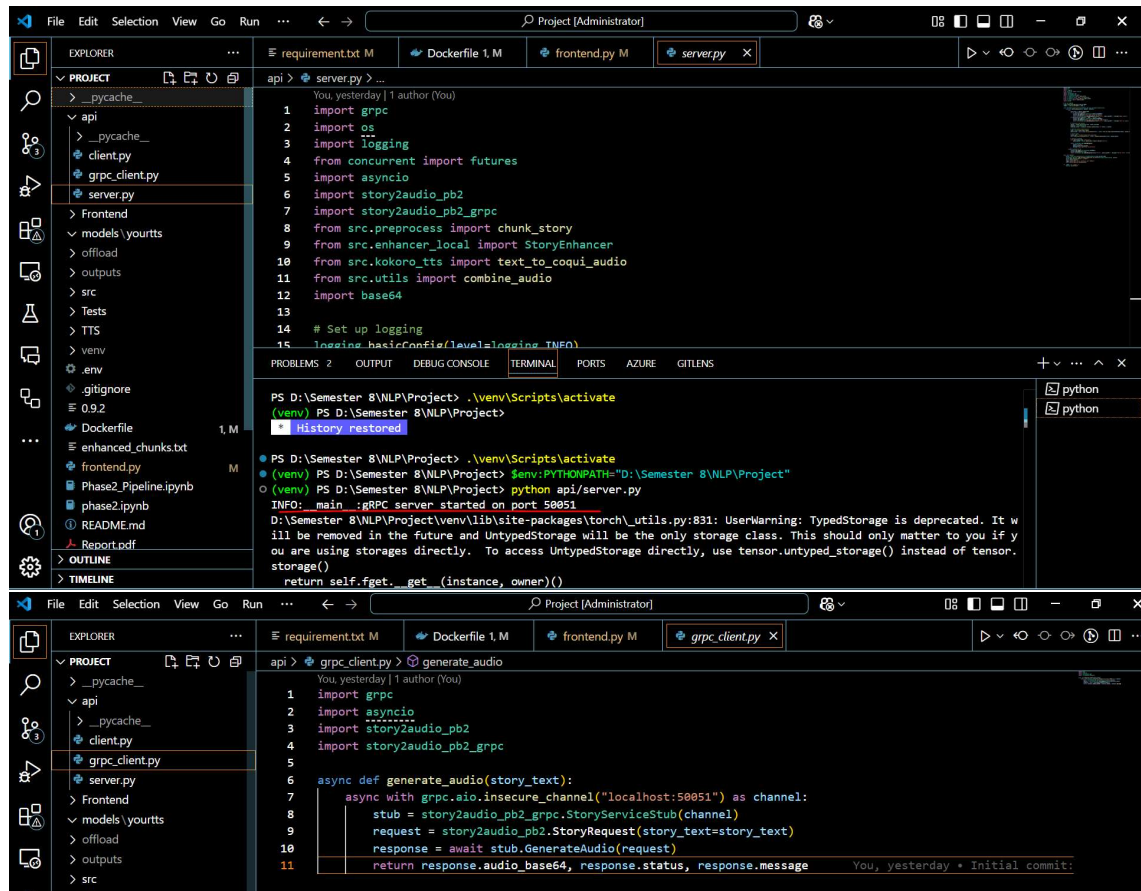 File Edit Selection View Go Run ··· Project [Administrator]
EXPLORER ···
PROJECT
__pycache__
api
__pycache__
client.py
grpc_client.py
server.py
Frontend
models\yourtts
offload
outputs
src
Tests
TTS
venv
.env
.gitignore
0.9.2
Dockerfile 1, M
enhanced_chunks.txt
frontend.py M
Phase2_Pipeline.ipynb
phase2.ipynb
README.md
Report.pdf
OUTLINE
TIMELINE
3
1
requirement.txt M Dockerfile 1, M frontend.py M server.py
api > server.py > ...
You, yesterday | 1 author (You)
1 import grpc
2 import os
3 import logging
4 from concurrent import futures
5 import asyncio
6 import story2audio_pb2
7 import story2audio_pb2_grpc
8 from src.preprocess import chunk_story
9 from src.enhancer_local import StoryEnhancer
10 from src.kokoro_tts import text_to_coqui_audio
11 from src.utils import combine_audio
12 import base64
13
14 # Set up logging
15 logging.basicConfig(level=logging.INFO)
PROBLEMS 2 OUTPUT DEBUG CONSOLE TERMINAL PORTS AZURE GITLENS
python
python
PS D:\Semester 8\NLP\Project> .\venv\Scripts\activate
(venv) PS D:\Semester 8\NLP\Project>
* History restored
PS D:\Semester 8\NLP\Project> .\venv\Scripts\activate
(venv) PS D:\Semester 8\NLP\Project> $env:PYTHONPATH="D:\Semester 8\NLP\Project"
(venv) PS D:\Semester 8\NLP\Project> python api/server.py
INFO:__main__:gRPC server started on port 50051
D:\Semester 8\NLP\Project\venv\lib\site-packages\torch\_utils.py:831: UserWarning: TypedStorage is deprecated. It w
ill be removed in the future and UntypedStorage will be the only storage class. This should only matter to you if y
ou are using storages directly.  To access UntypedStorage directly, use tensor.untyped_storage() instead of tensor.
storage()
return self.fget.__get__(instance, owner)()
File Edit Selection View Go Run ··· Project [Administrator]
EXPLORER ···
PROJECT
__pycache__
api
__pycache__
client.py
grpc_client.py
server.py
Frontend
models\yourtts
offload
outputs
src
3
requirement.txt M Dockerfile 1, M frontend.py M grpc_client.py
api > grpc_client.py > generate_audio
You, yesterday | 1 author (You)
1 import grpc
2 import asyncio
3 import story2audio_pb2
4 import story2audio_pb2_grpc
5
6 async def generate_audio(story_text):
7 async with grpc.aio.insecure_channel("localhost:50051") as channel:
8 stub = story2audio_pb2_grpc.StoryServiceStub(channel)
9 request = story2audio_pb2.StoryRequest(story_text=story_text)
10 response = await stub.GenerateAudio(request)
11 return response.audio_base64, response.status, response.message You, yesterday • Initial commit: